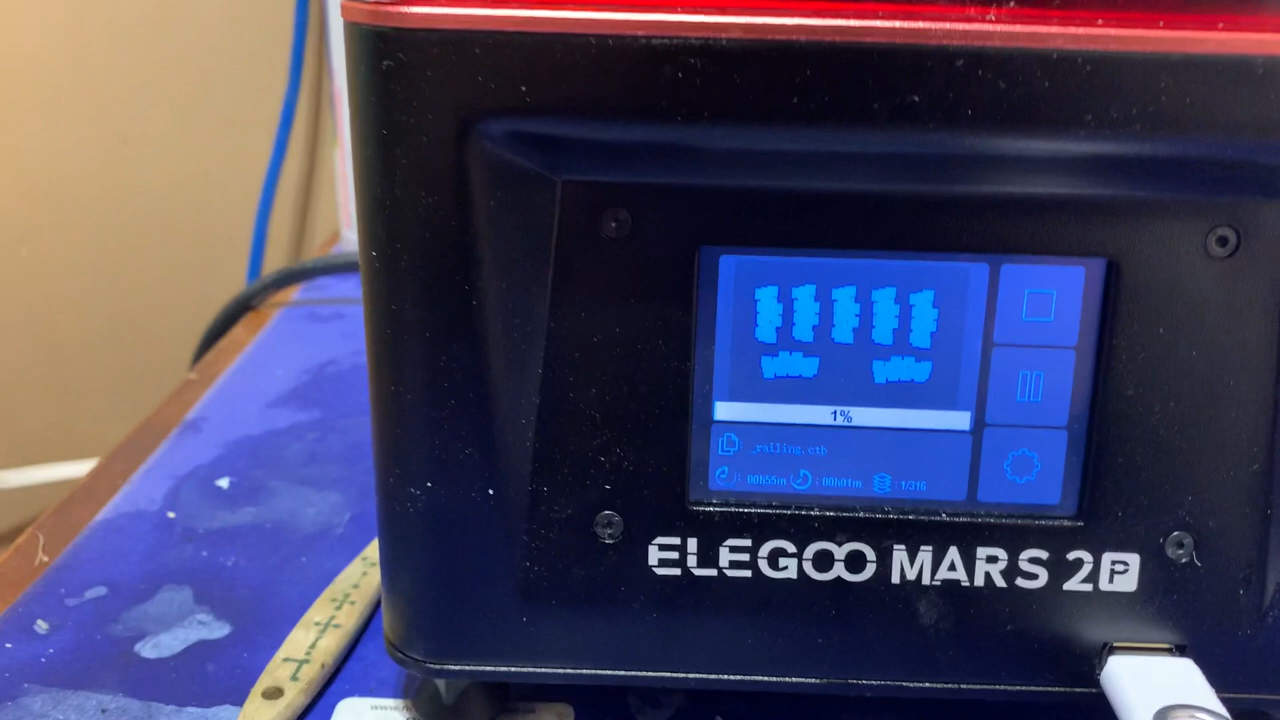 1%
_railing.ctb
: 00h55m : 00h01m : 1/316
ELEGOO MARS 2P